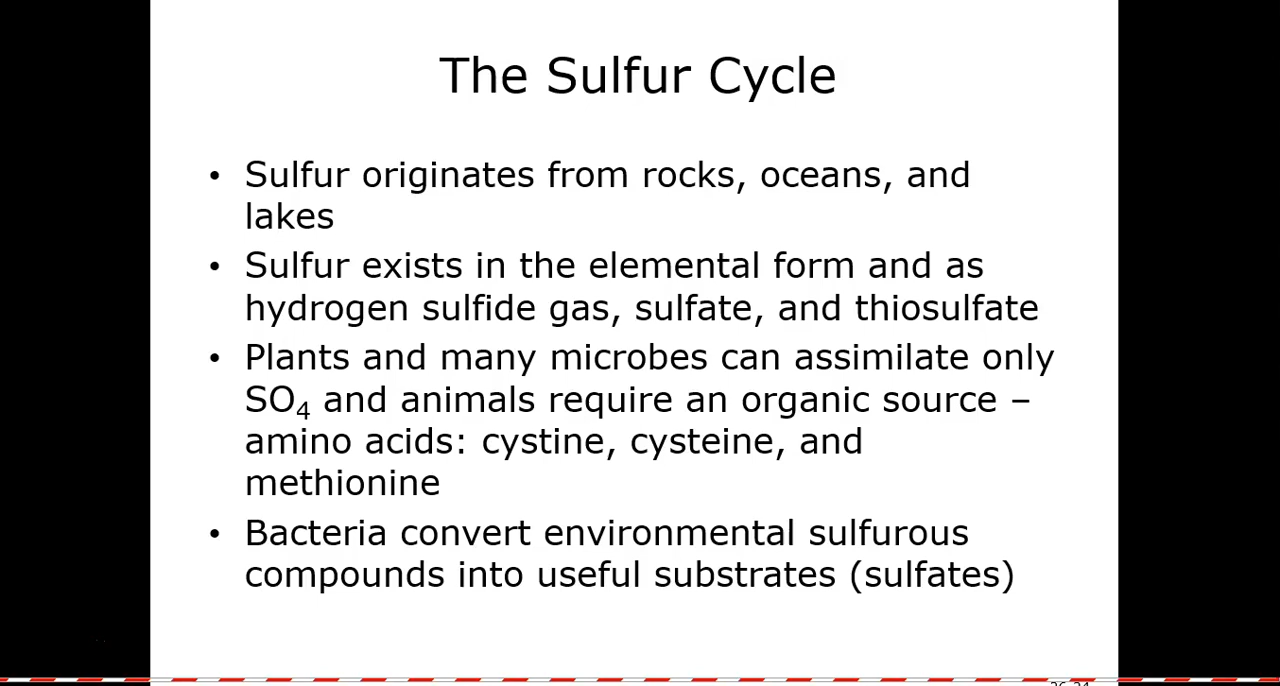 The Sulfur Cycle
• Sulfur originates from rocks, oceans, and
lakes
• Sulfur exists in the elemental form and as
hydrogen sulfide gas, sulfate, and thiosulfate
• Plants and many microbes can assimilate only
SO₄ and animals require an organic source –
amino acids: cystine, cysteine, and
methionine
• Bacteria convert environmental sulfurous
compounds into useful substrates (sulfates)